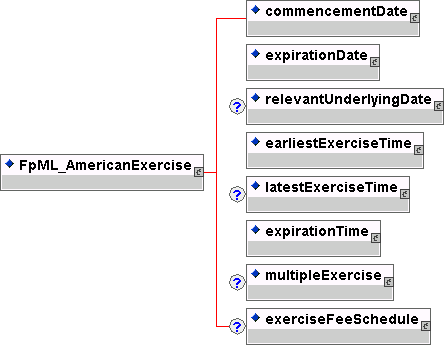 commencementDate
expirationDate
? relevantUnderlyingDate
earliestExerciseTime
FpML_AmericanExercise
? latestExerciseTime
expirationTime
? multipleExercise
? exerciseFeeSchedule